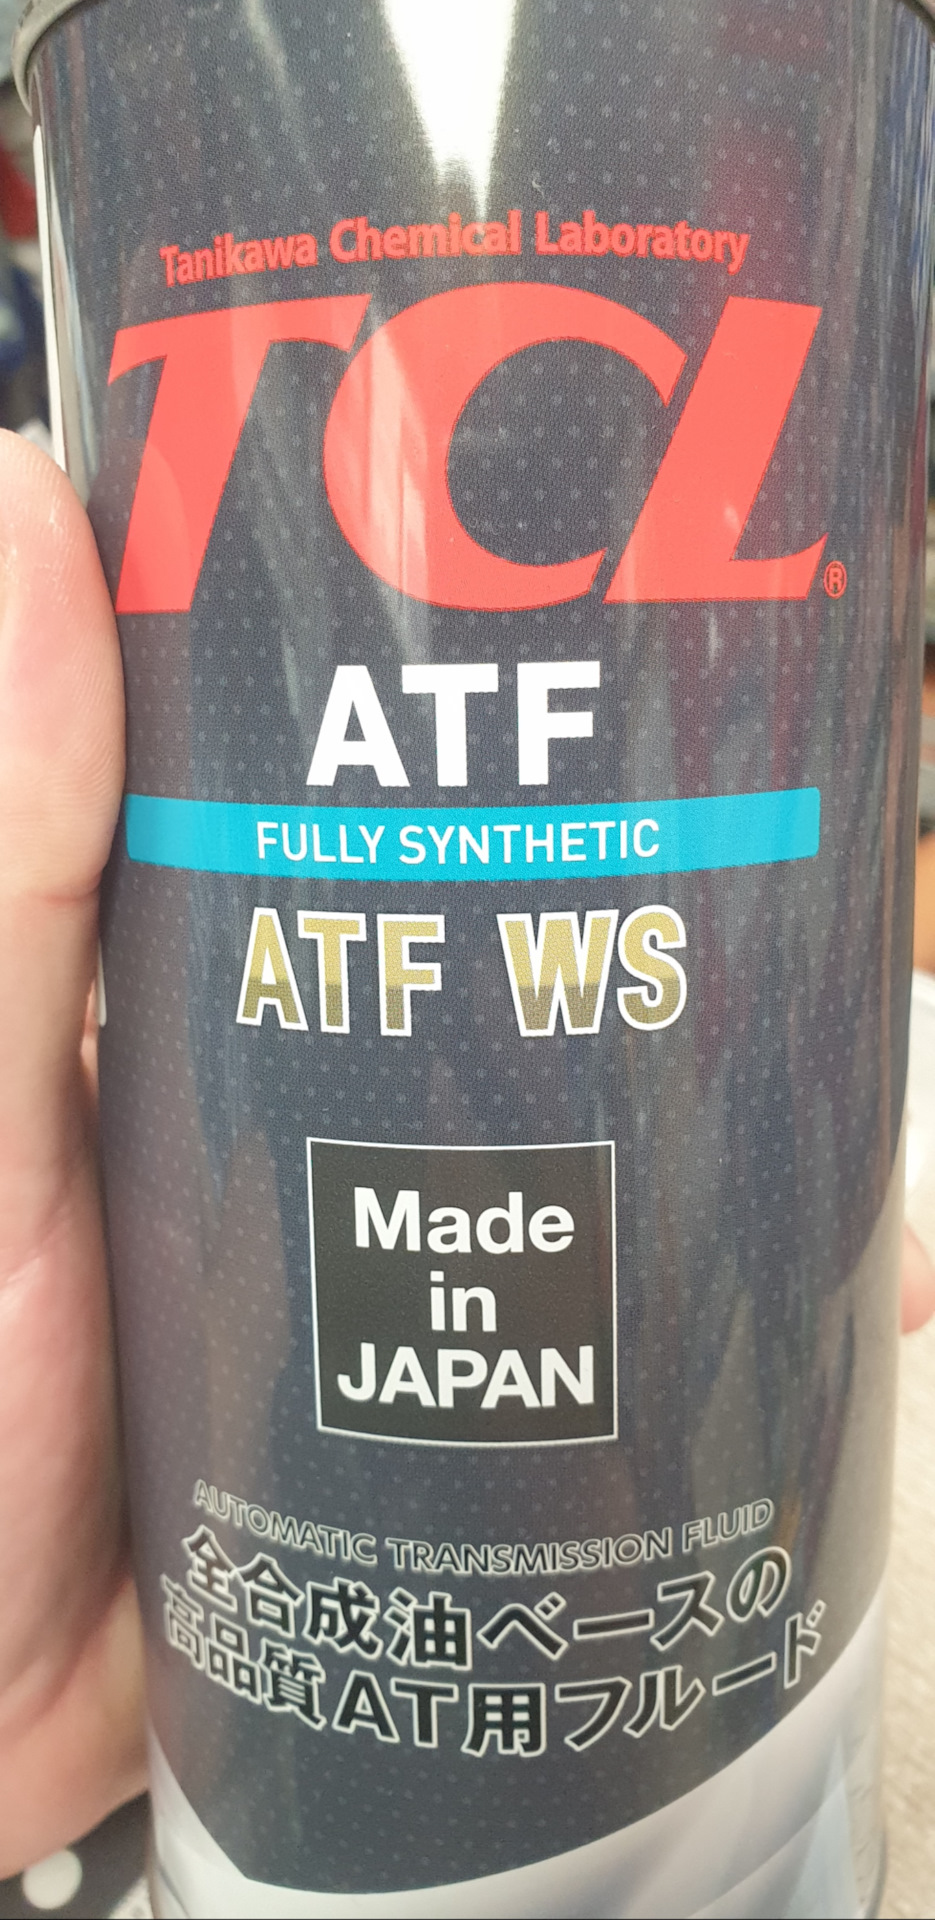 Tanikawa Chemical Laboratory
TCL®
ATF
FULLY SYNTHETIC
ATF WS
Made
in
JAPAN
AUTOMATIC TRANSMISSION FLUID
全合成油ベースの
高品質AT用フルード